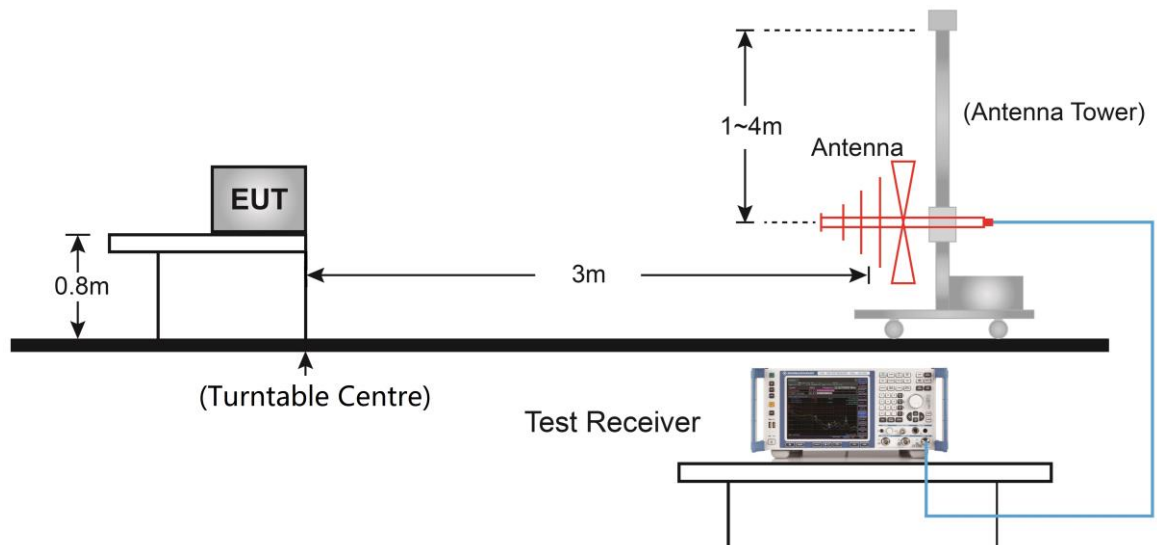 1~4m
(Antenna Tower)
Antenna
EUT
0.8m
3m
(Turntable Centre)
Test Receiver